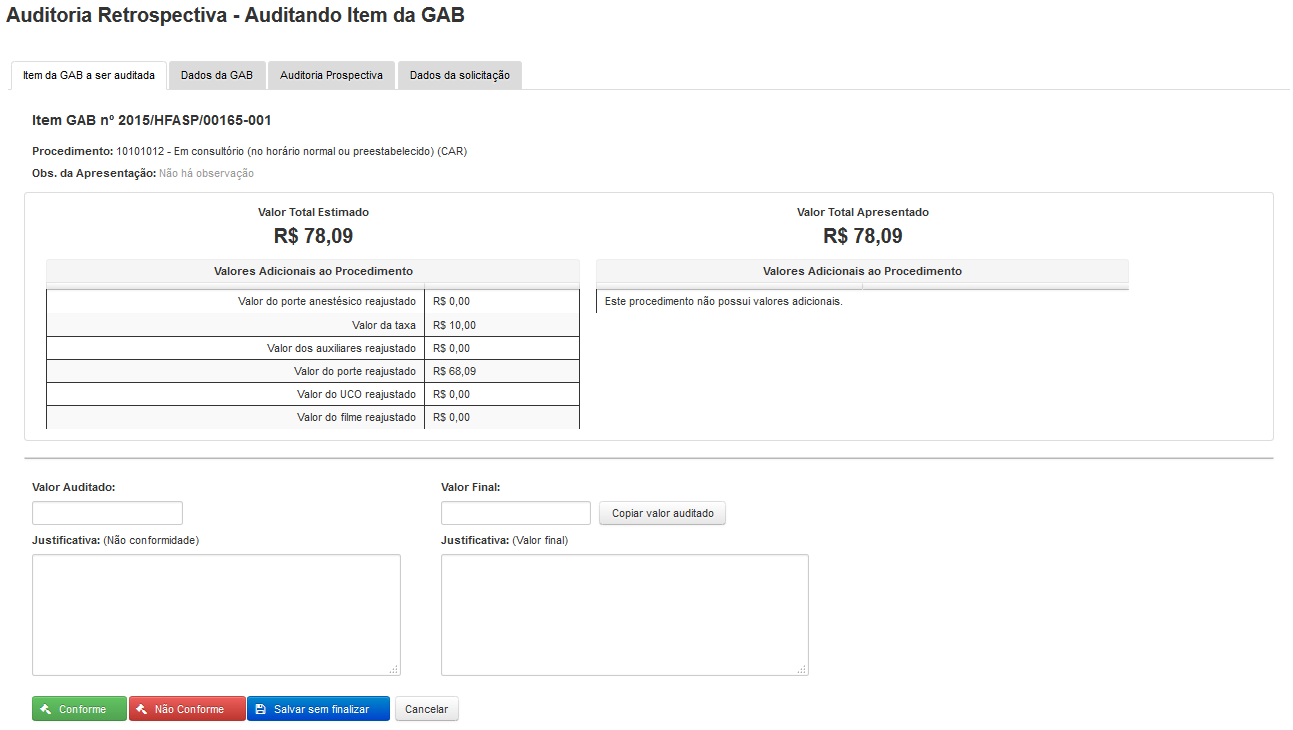 Auditoria Retrospectiva - Auditando Item da GAB
Item da GAB a ser auditada Dados da GAB Auditoria Prospectiva Dados da solicitação
Item GAB nº 2015/HFASP/00165-001
Procedimento: 10101012 - Em consultório (no horário normal ou preestabelecido) (CAR)
Obs. da Apresentação: Não há observação
Valor Total Estimado
R$ 78,09
Valores Adicionais ao Procedimento
Valor do porte anestésico reajustado R$ 0,00
Valor da taxa R$ 10,00
Valor dos auxiliares reajustado R$ 0,00
Valor do porte reajustado R$ 68,09
Valor do UCO reajustado R$ 0,00
Valor do filme reajustado R$ 0,00
Valor Total Apresentado
R$ 78,09
Valores Adicionais ao Procedimento
Este procedimento não possui valores adicionais.
Valor Auditado:
Justificativa: (Não conformidade)
Valor Final:
Copiar valor auditado
Justificativa: (Valor final)
Conforme Não Conforme Salvar sem finalizar Cancelar